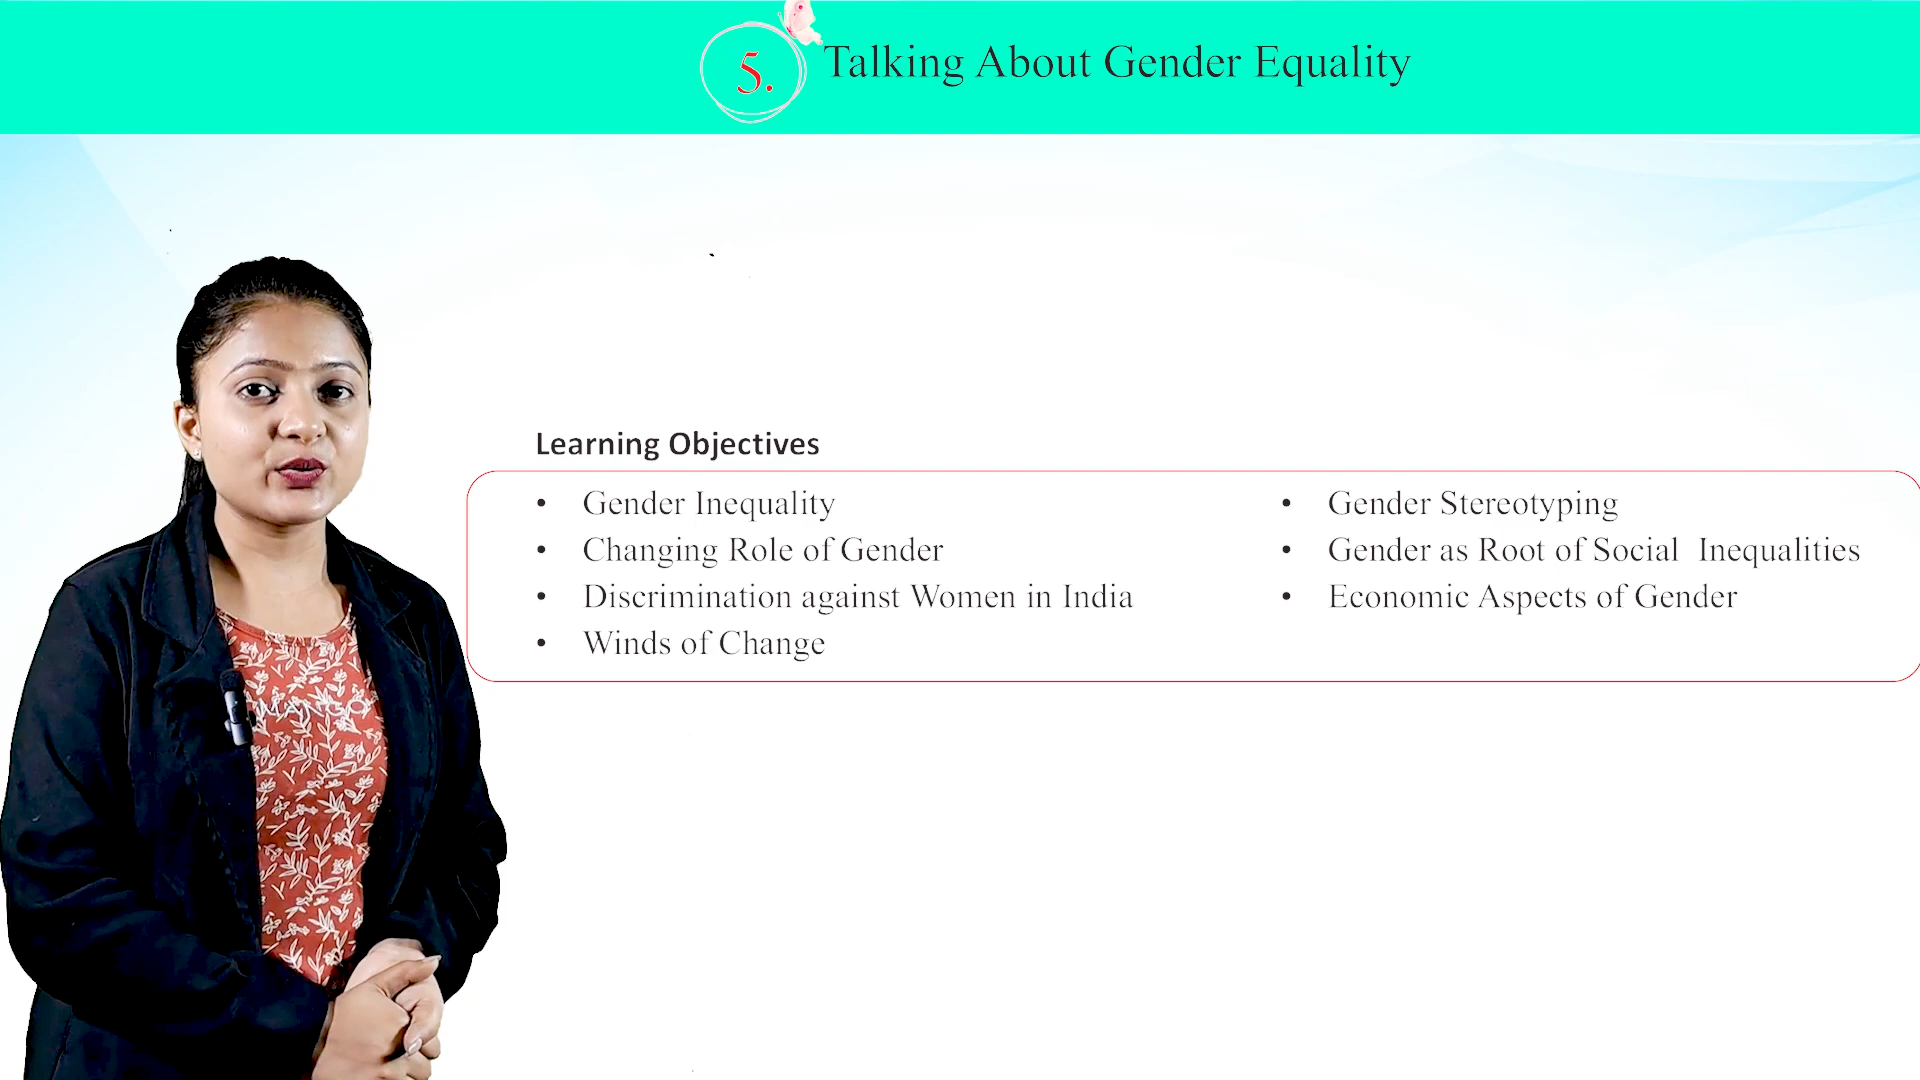 5. Talking About Gender Equality
Learning Objectives
• Gender Inequality
• Changing Role of Gender
• Discrimination against Women in India
• Winds of Change
• Gender Stereotyping
• Gender as Root of Social Inequalities
• Economic Aspects of Gender
MANGO